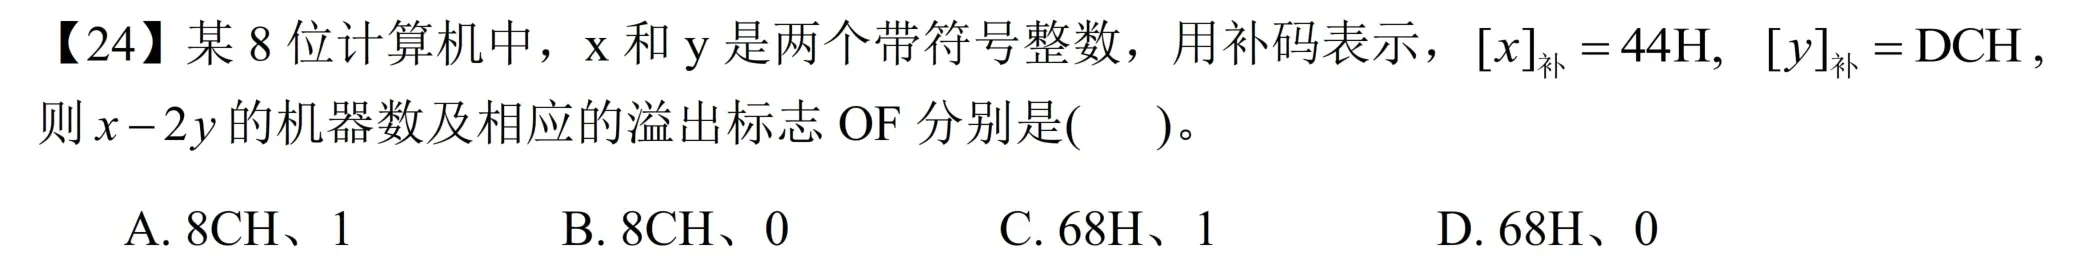 【24】某 8 位计算机中，x 和 y 是两个带符号整数，用补码表示，[x]补 = 44H, [y]补 = DCH，
则 x − 2y 的机器数及相应的溢出标志 OF 分别是(    )。
A. 8CH、1    B. 8CH、0    C. 68H、1    D. 68H、0